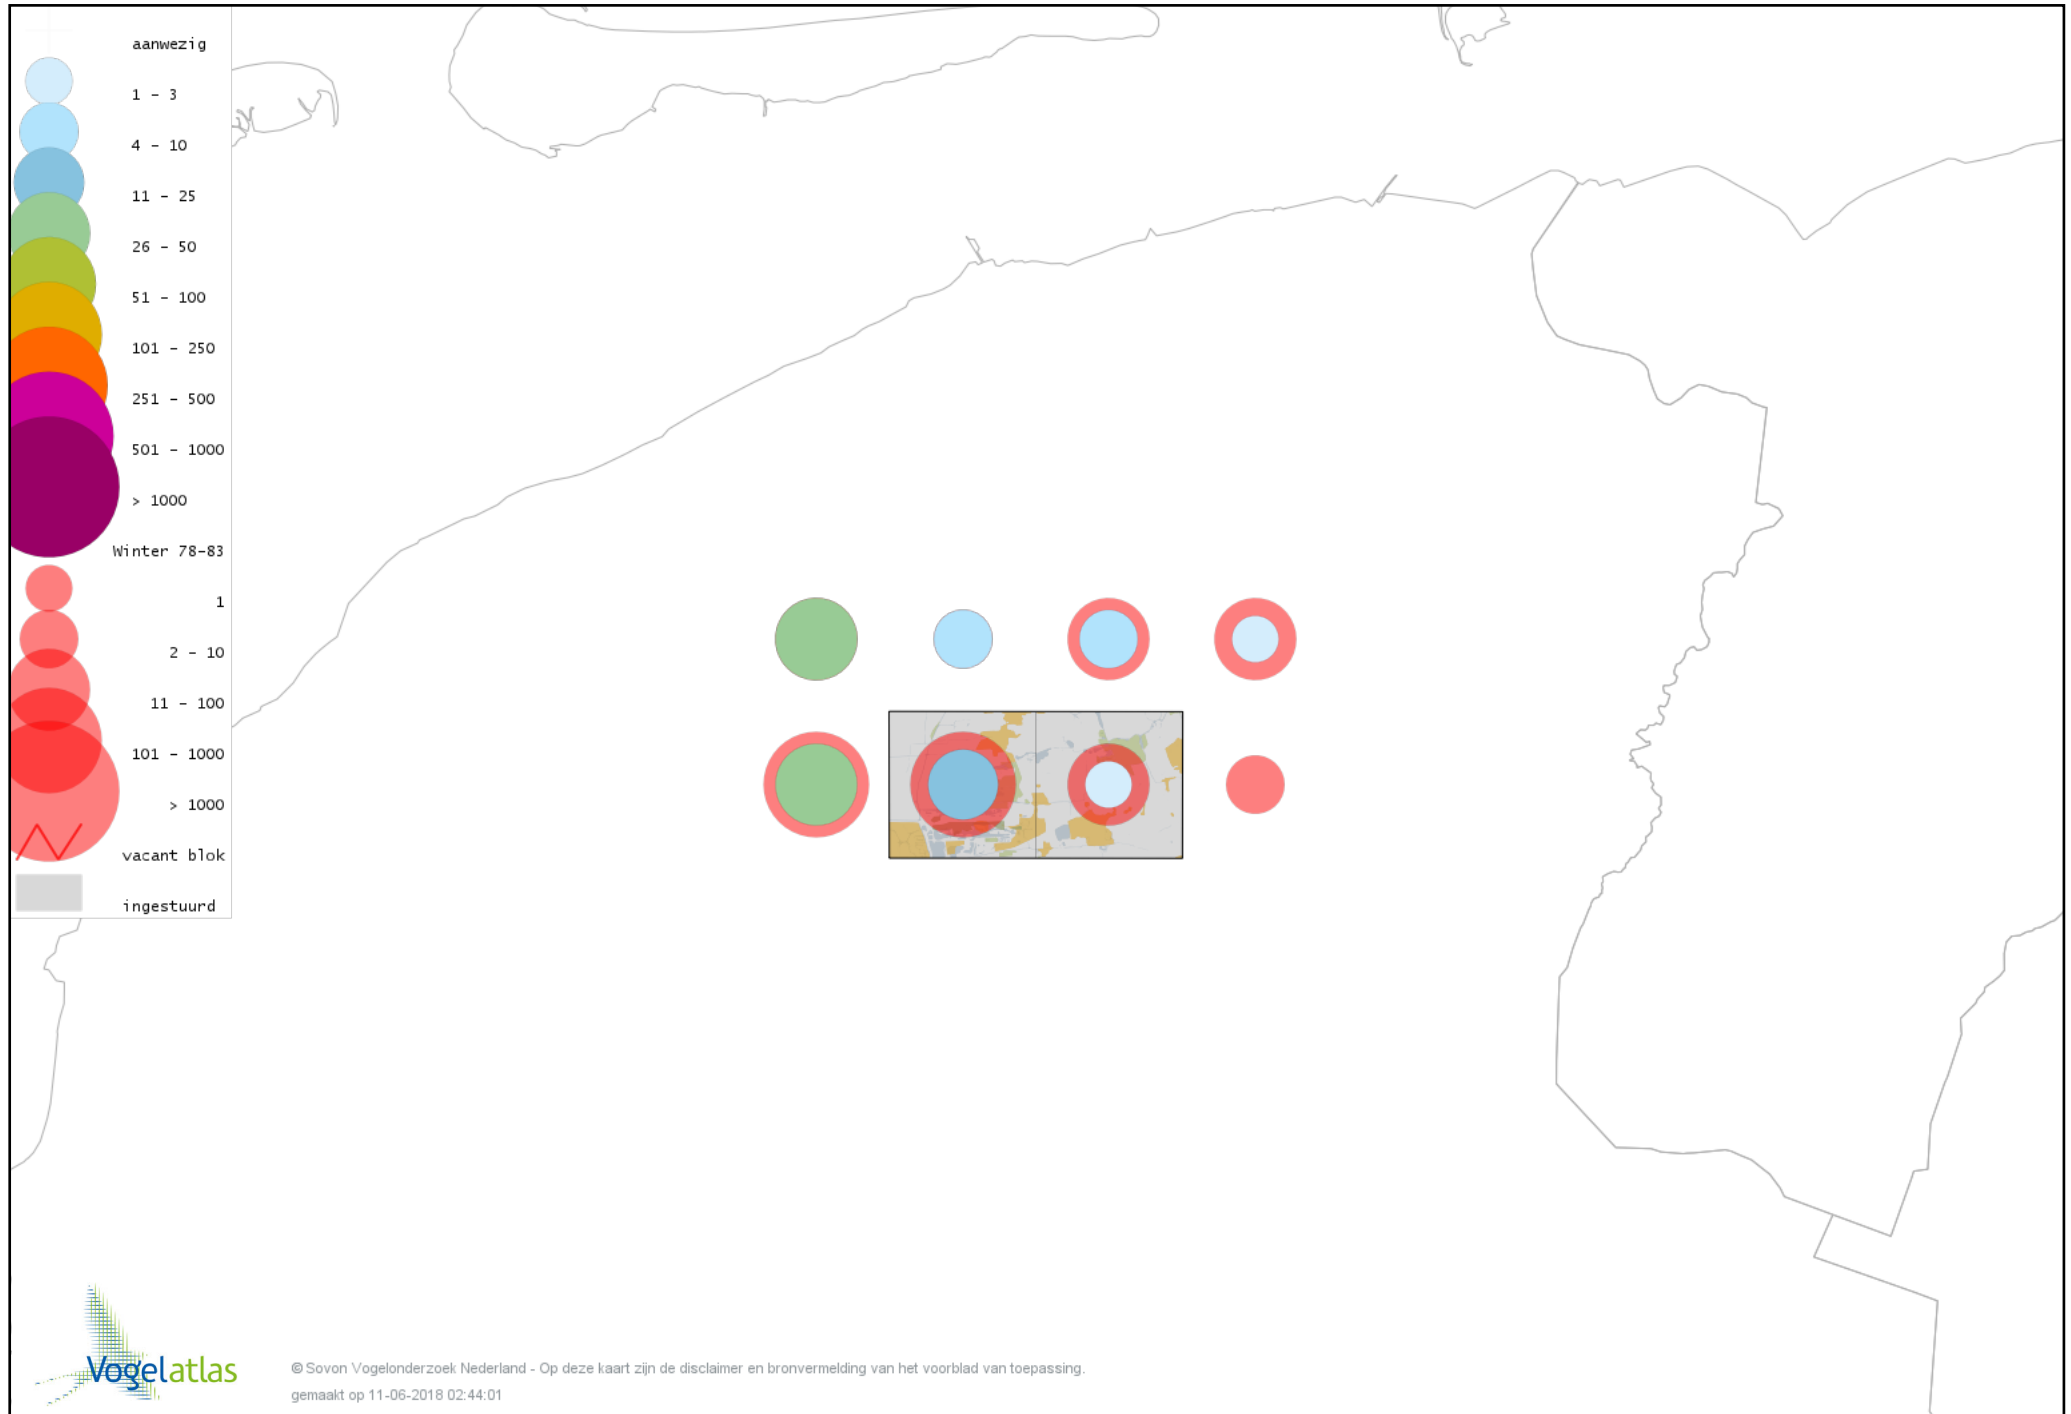 aanwezig
1 - 3
4 - 10
11 - 25
26 - 50
51 - 100
101 - 250
251 - 500
501 - 1000
> 1000
Winter 78-83
1
2 - 10
11 - 100
101 - 1000
> 1000
vacant blok
ingestuurd
Vogelatlas
© Sovon Vogelonderzoek Nederland - Op deze kaart zijn de disclaimer en bronvermelding van het voorblad van toepassing.
gemaakt op 11-06-2018 02:44:01